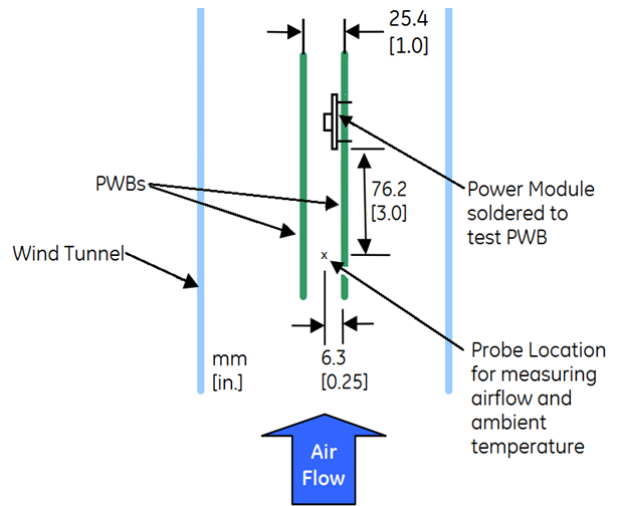 25.4
[1.0]
PWBs
76.2
[3.0]
Power Module
soldered to
test PWB
Wind Tunnel
x
mm
[in.]
6.3
[0.25]
Probe Location
for measuring
airflow and
ambient
temperature
Air
Flow